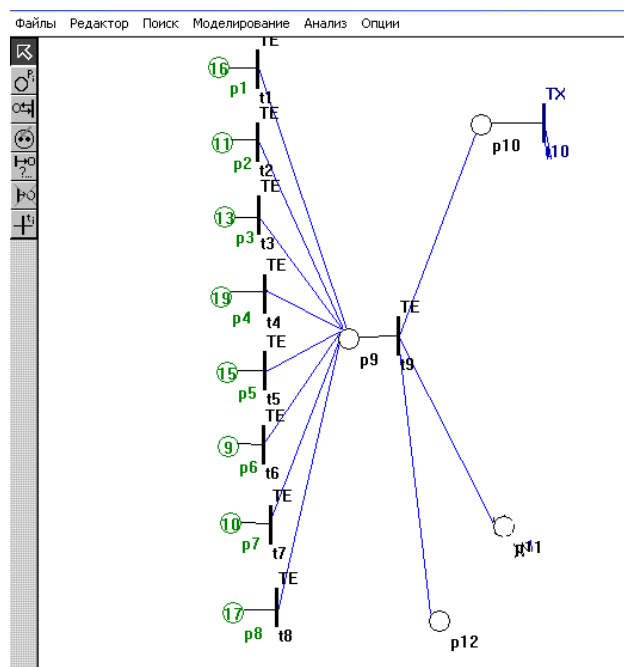 Файлы Редактор Поиск Моделирование Анализ Опции
TE
16
p1
t1
TE
11
p2
t2
TE
13
p3
t3
TE
19
p4
t4
TE
15
p5
t5
TE
9
p6
t6
TE
10
p7
t7
TE
17
p8
t8
p9
TE
t9
p10
TX
10
p11
p12